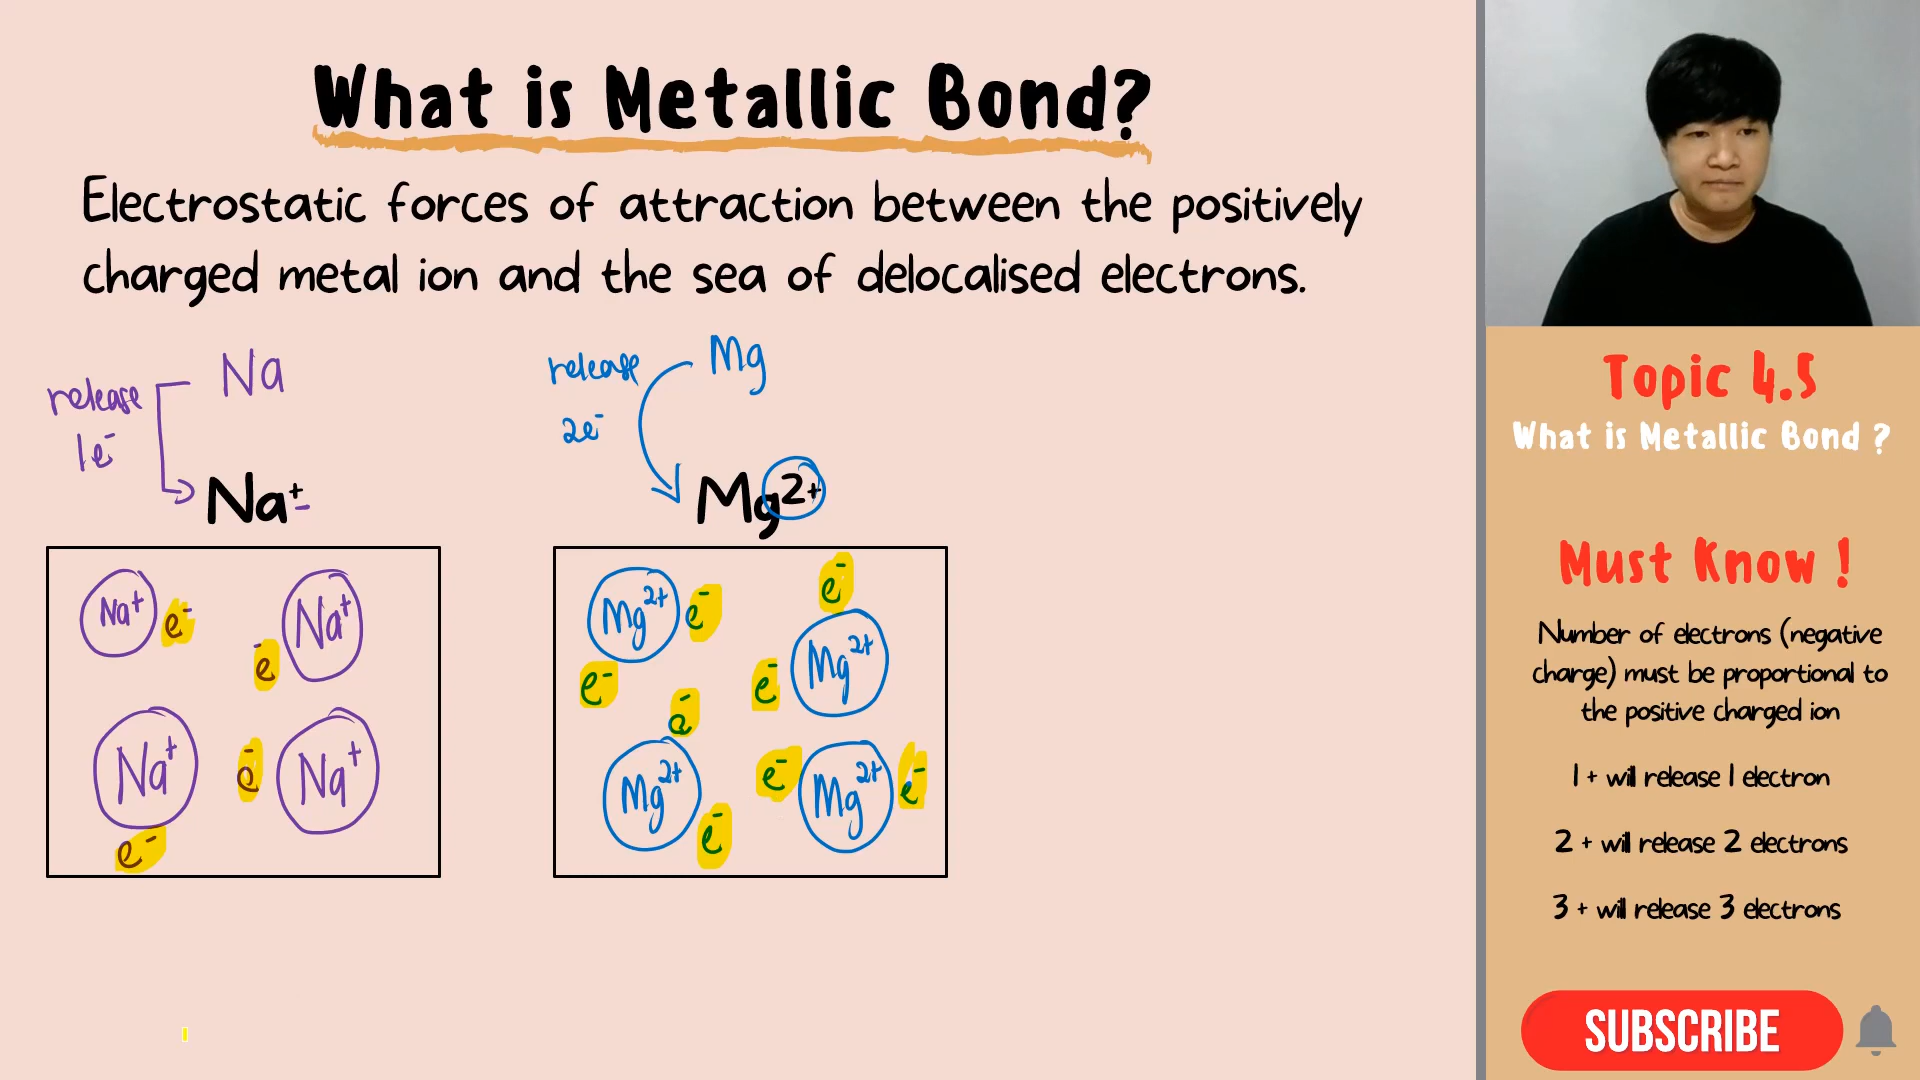 What is Metallic Bond?
Electrostatic forces of attraction between the positively
charged metal ion and the sea of delocalised electrons.
Na
release
1e⁻
Na⁺
Na⁺ e⁻ Na⁺
e⁻
Na⁺ e⁻ Na⁺
e⁻
Mg
release
2e⁻
Mg²⁺
e⁻
Mg²⁺ e⁻
Mg²⁺
e⁻ e⁻
e⁻
Mg²⁺ e⁻ Mg²⁺ e⁻
e⁻
Topic 4.5
What is Metallic Bond ?
Must Know !
Number of electrons (negative
charge) must be proportional to
the positive charged ion
1 + will release 1 electron
2 + will release 2 electrons
3 + will release 3 electrons
SUBSCRIBE